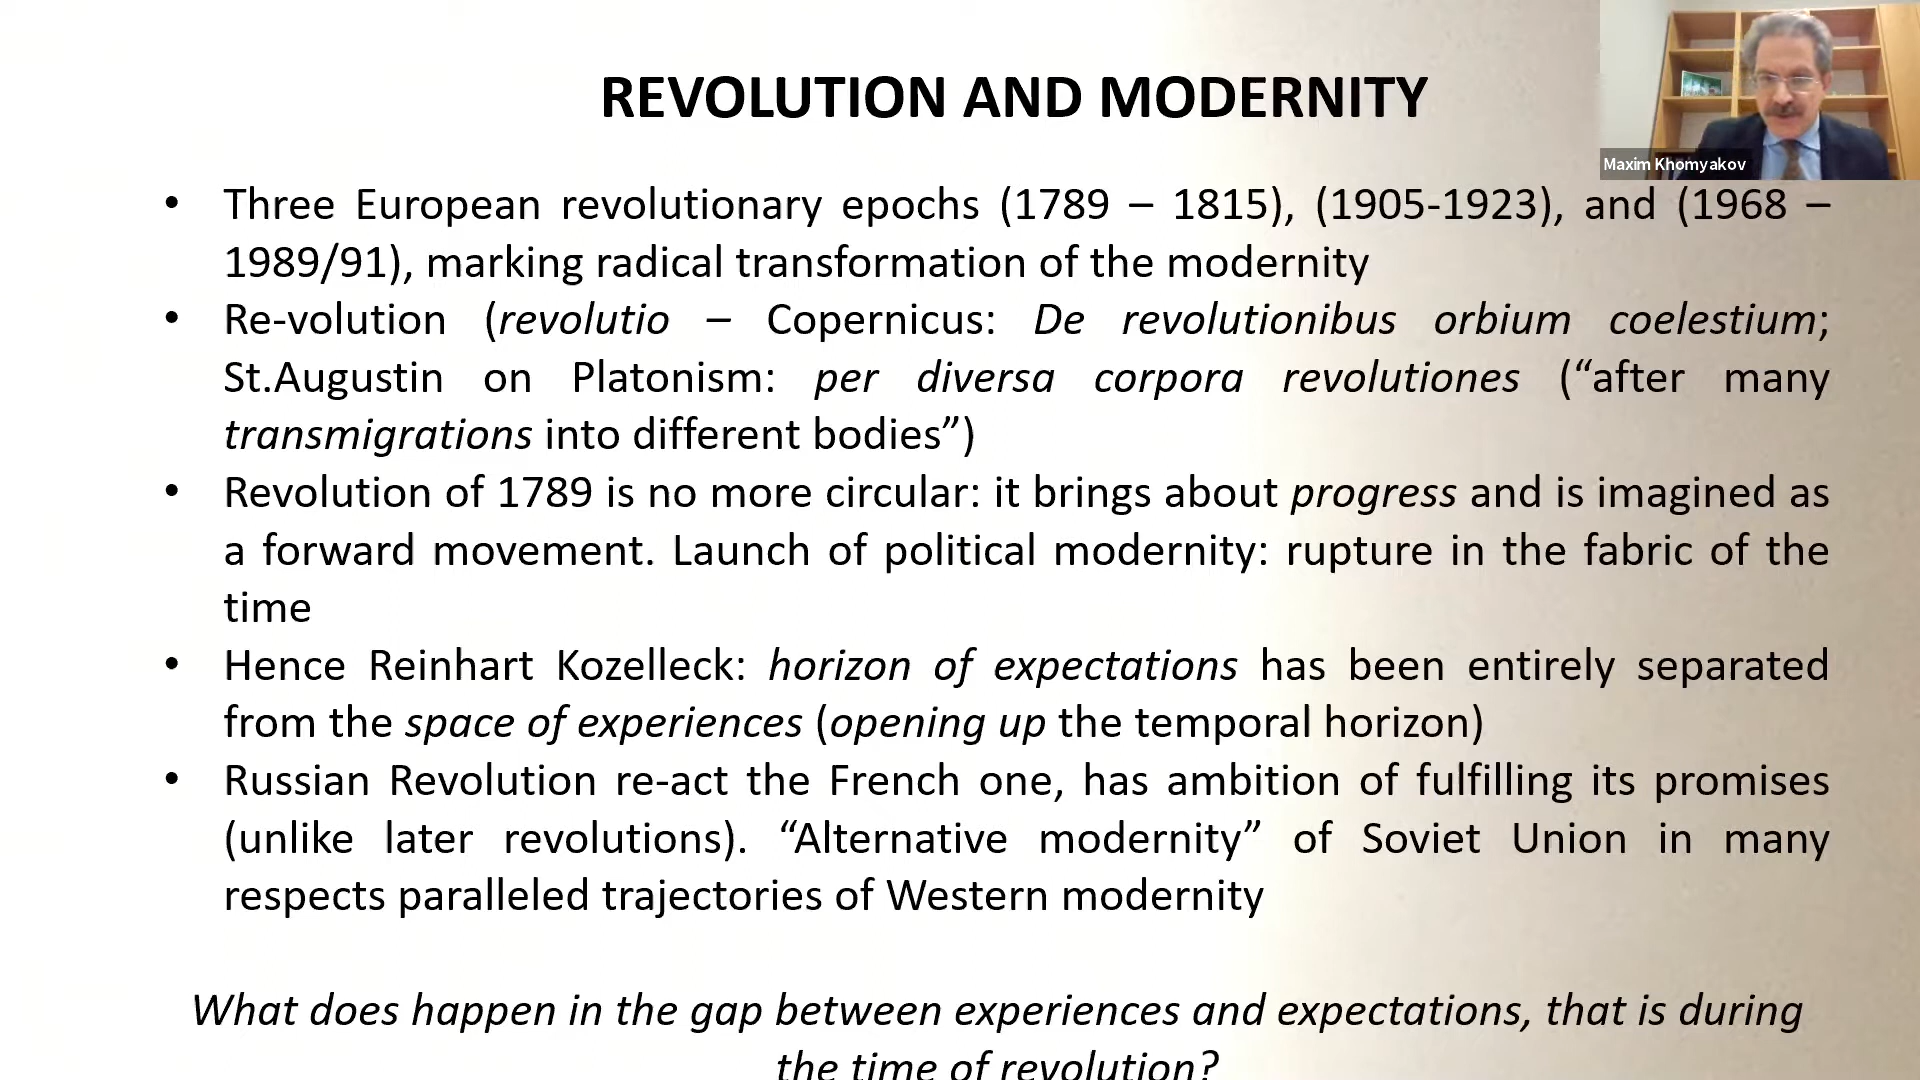 REVOLUTION AND MODERNITY
Maxim Khomyakov
• Three European revolutionary epochs (1789 – 1815), (1905-1923), and (1968 –
1989/91), marking radical transformation of the modernity
• Re-volution (revolutio – Copernicus: De revolutionibus orbium coelestium;
St.Augustin on Platonism: per diversa corpora revolutiones (“after many
transmigrations into different bodies”)
• Revolution of 1789 is no more circular: it brings about progress and is imagined as
a forward movement. Launch of political modernity: rupture in the fabric of the
time
• Hence Reinhart Kozelleck: horizon of expectations has been entirely separated
from the space of experiences (opening up the temporal horizon)
• Russian Revolution re-act the French one, has ambition of fulfilling its promises
(unlike later revolutions). “Alternative modernity” of Soviet Union in many
respects paralleled trajectories of Western modernity
What does happen in the gap between experiences and expectations, that is during
the time of revolution?